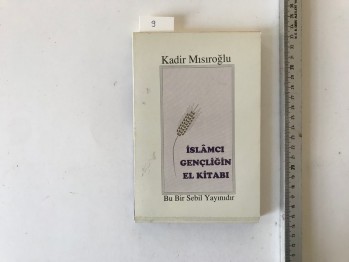 9
Kadir Mısıroğlu
İSLÂMCI
GENÇLİĞİN
EL KİTABI
Bu Bir Sebil Yayınıdır